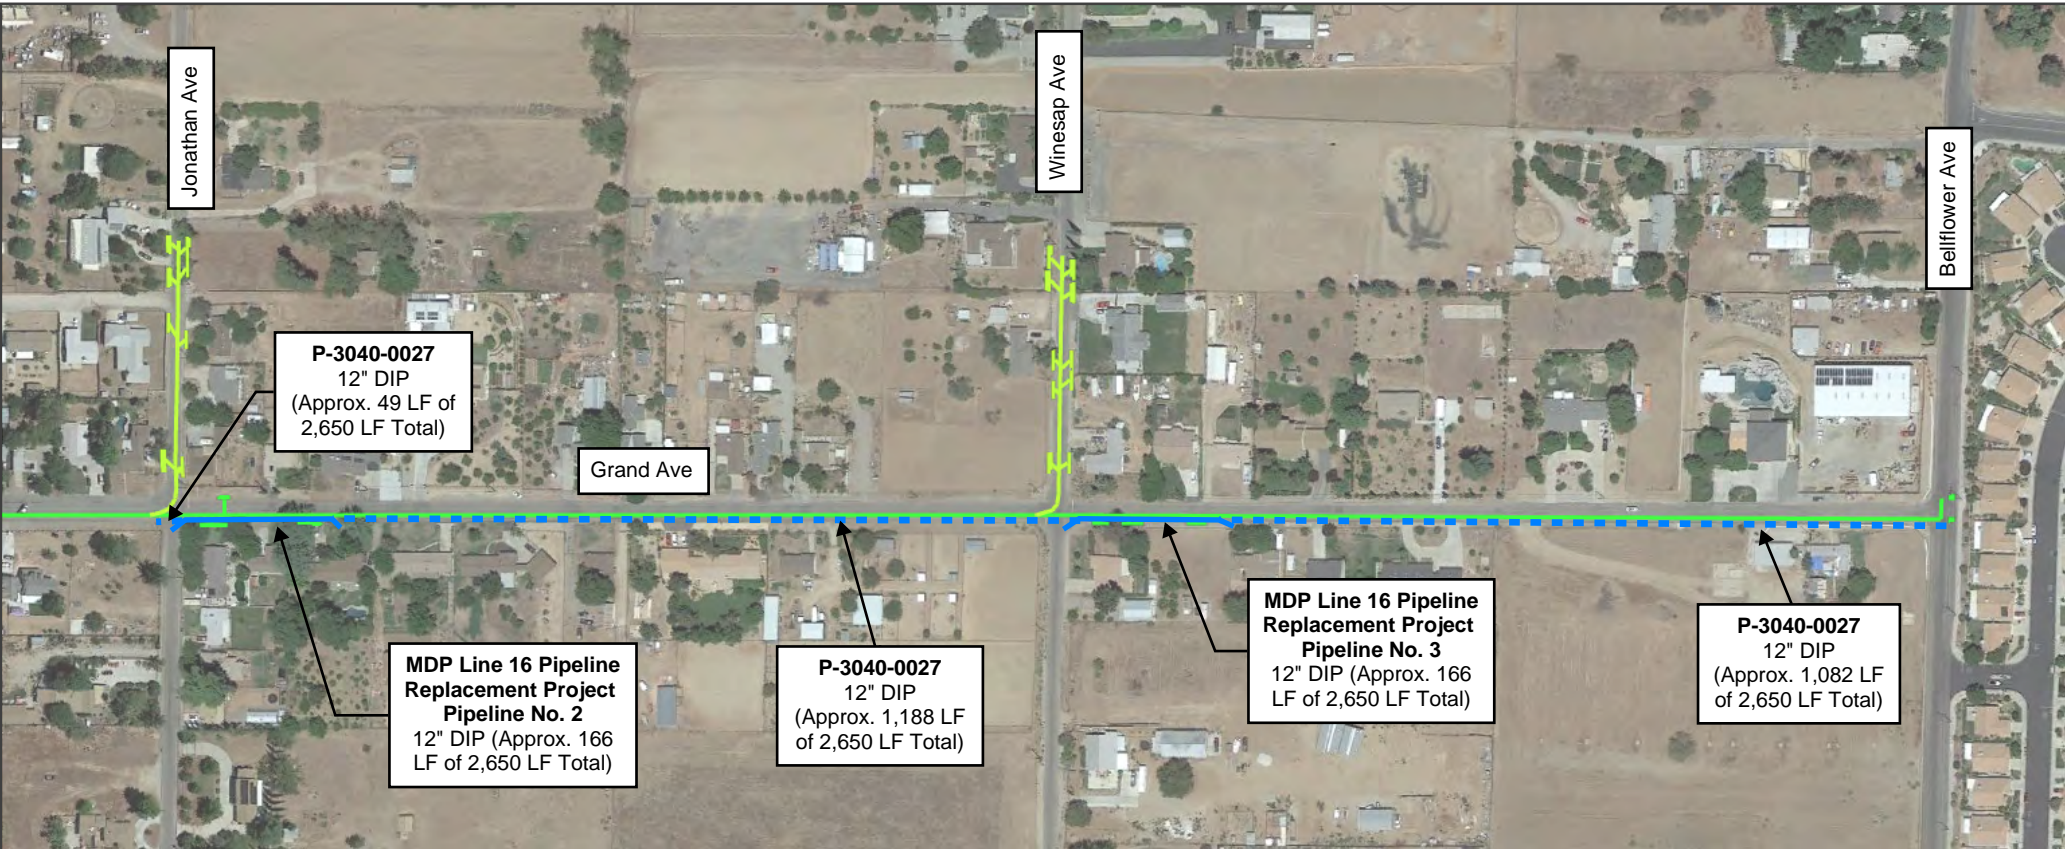 Jonathan Ave
Winesap Ave
Bellflower Ave
P-3040-0027
12" DIP
(Approx. 49 LF of
2,650 LF Total)
Grand Ave
MDP Line 16 Pipeline
Replacement Project
Pipeline No. 2
12" DIP (Approx. 166
LF of 2,650 LF Total)
P-3040-0027
12" DIP
(Approx. 1,188 LF
of 2,650 LF Total)
MDP Line 16 Pipeline
Replacement Project
Pipeline No. 3
12" DIP (Approx. 166
LF of 2,650 LF Total)
P-3040-0027
12" DIP
(Approx. 1,082 LF
of 2,650 LF Total)